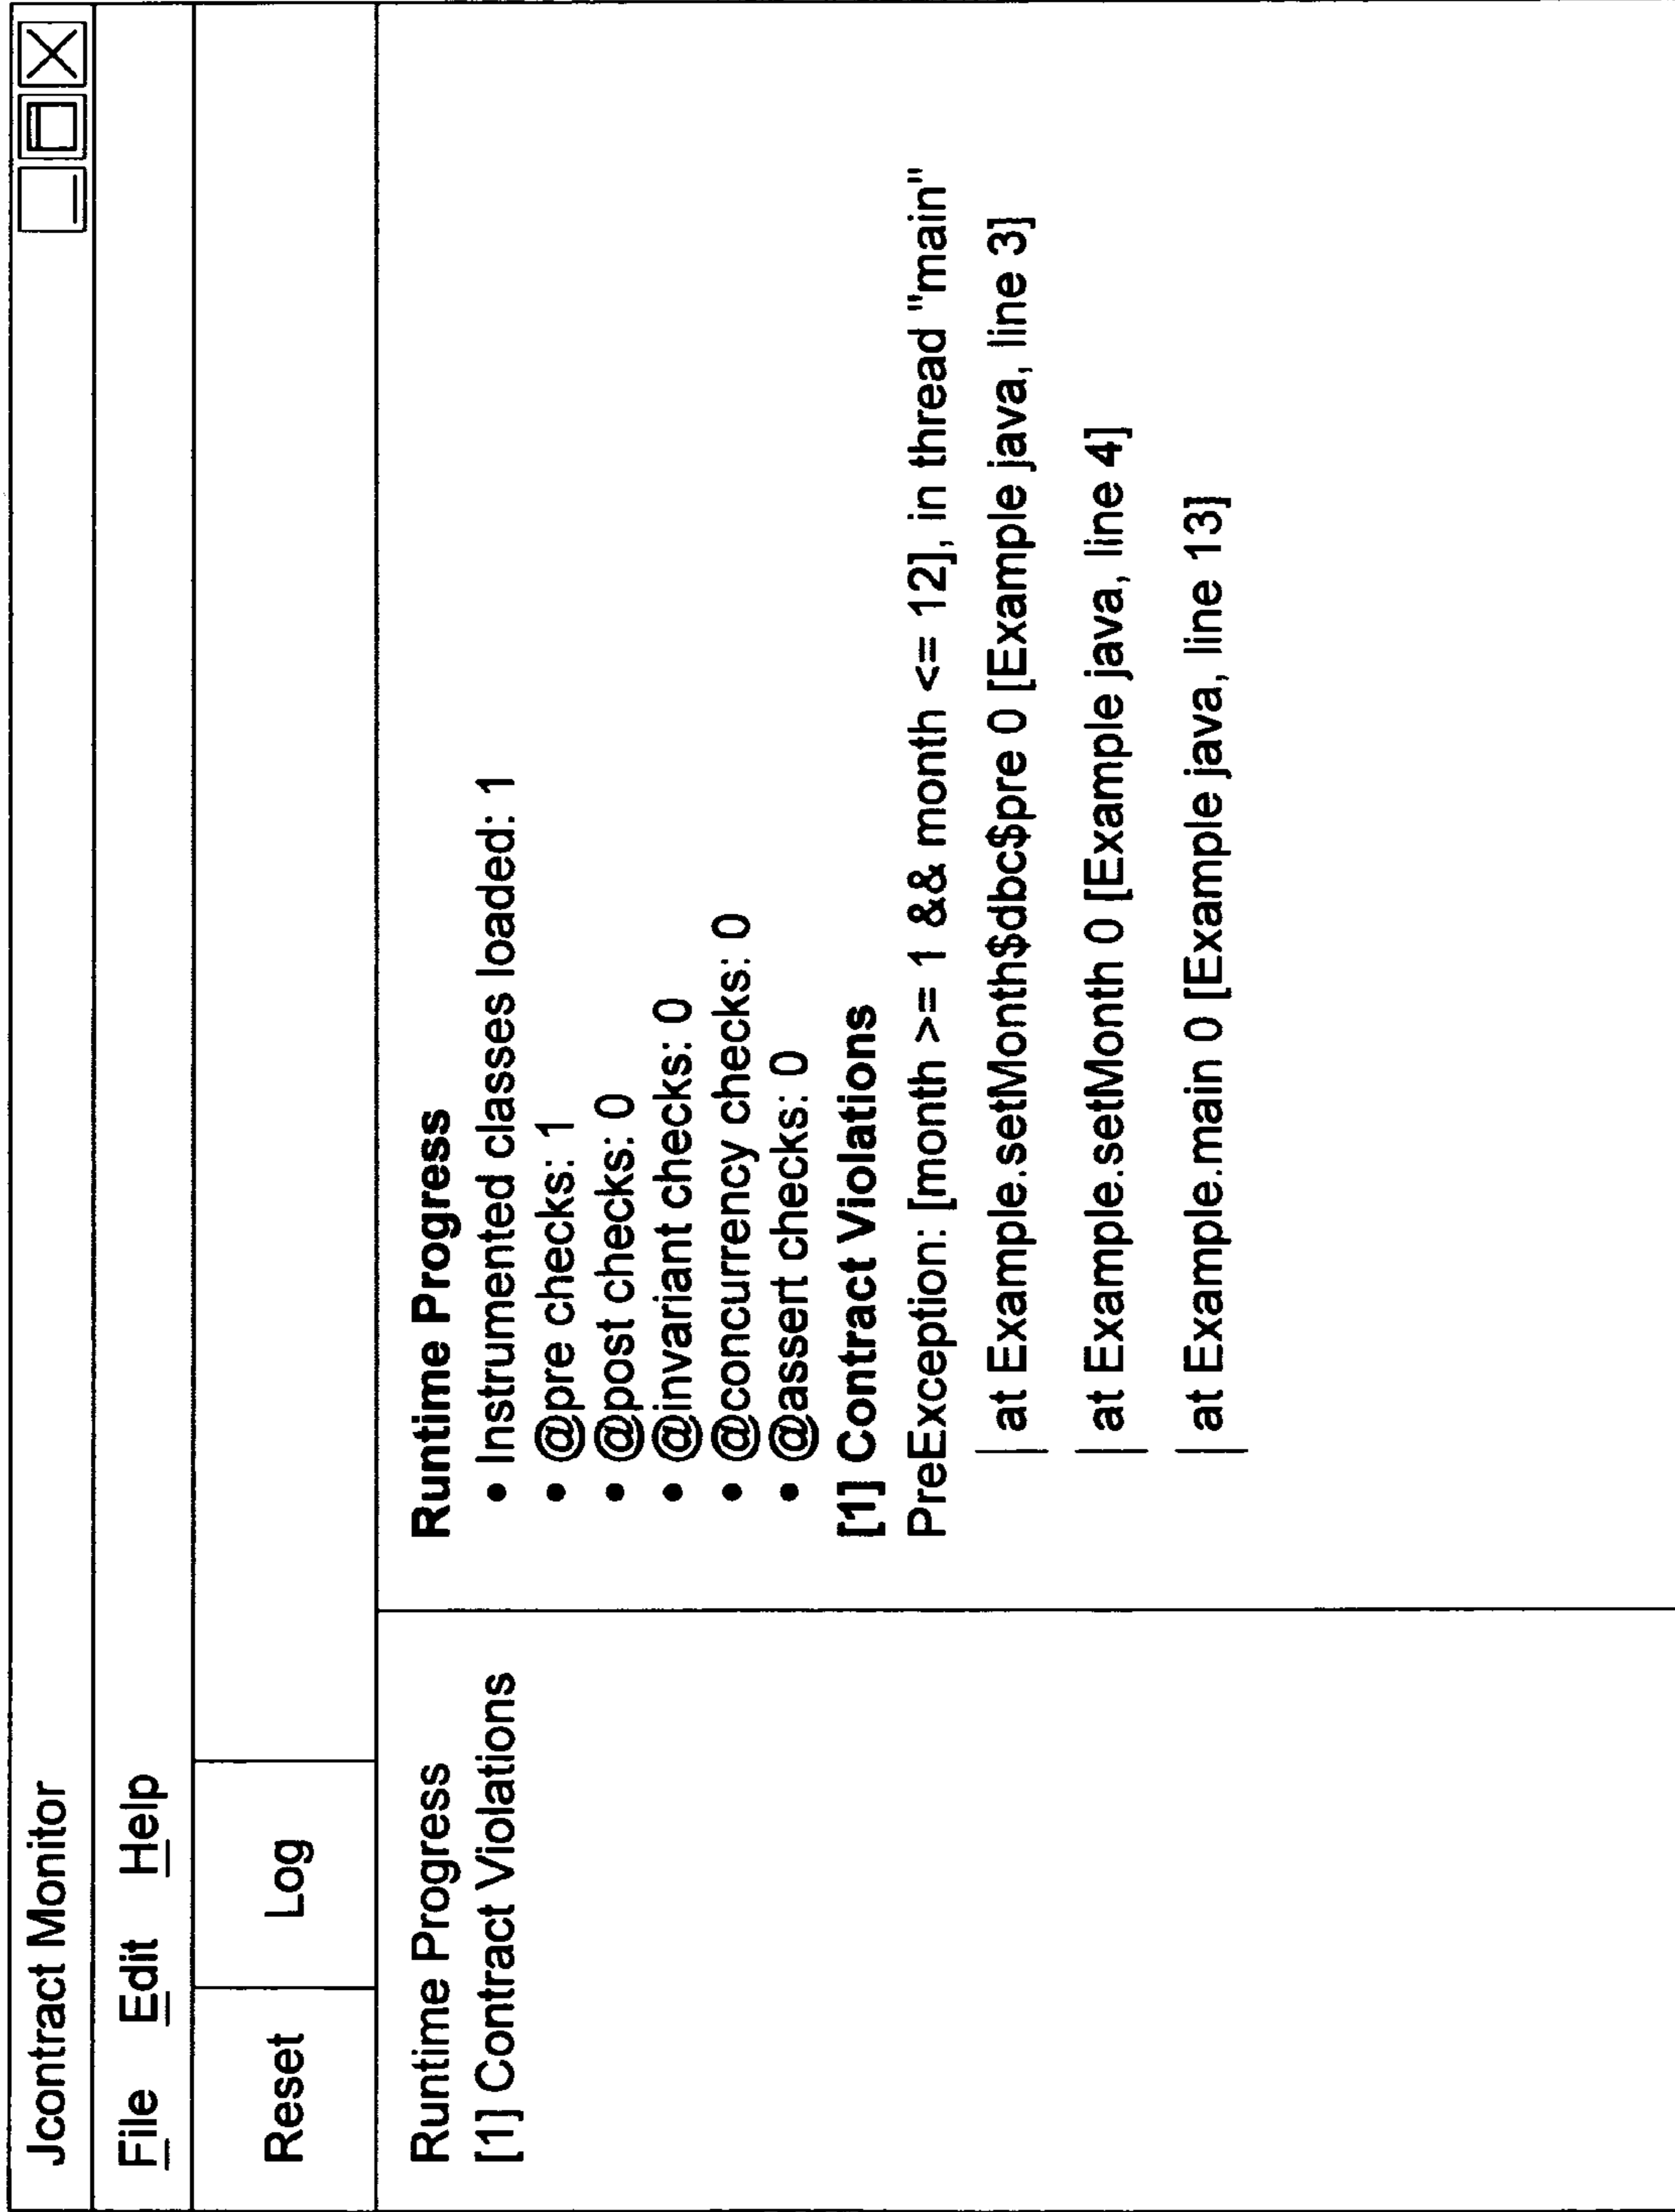 Jcontract Monitor
File Edit Help
Reset Log
Runtime Progress
[1] Contract Violations
Runtime Progress
• Instrumented classes loaded: 1
• @pre checks: 1
• @post checks: 0
• @invariant checks: 0
• @concurrency checks: 0
• @assert checks: 0
[1] Contract Violations
PreException: [month >= 1 && month <= 12], in thread "main"
at Example.setMonth$dbc$pre 0 [Example java, line 3]
at Example.setMonth 0 [Example java, line 4]
at Example.main 0 [Example java, line 13]